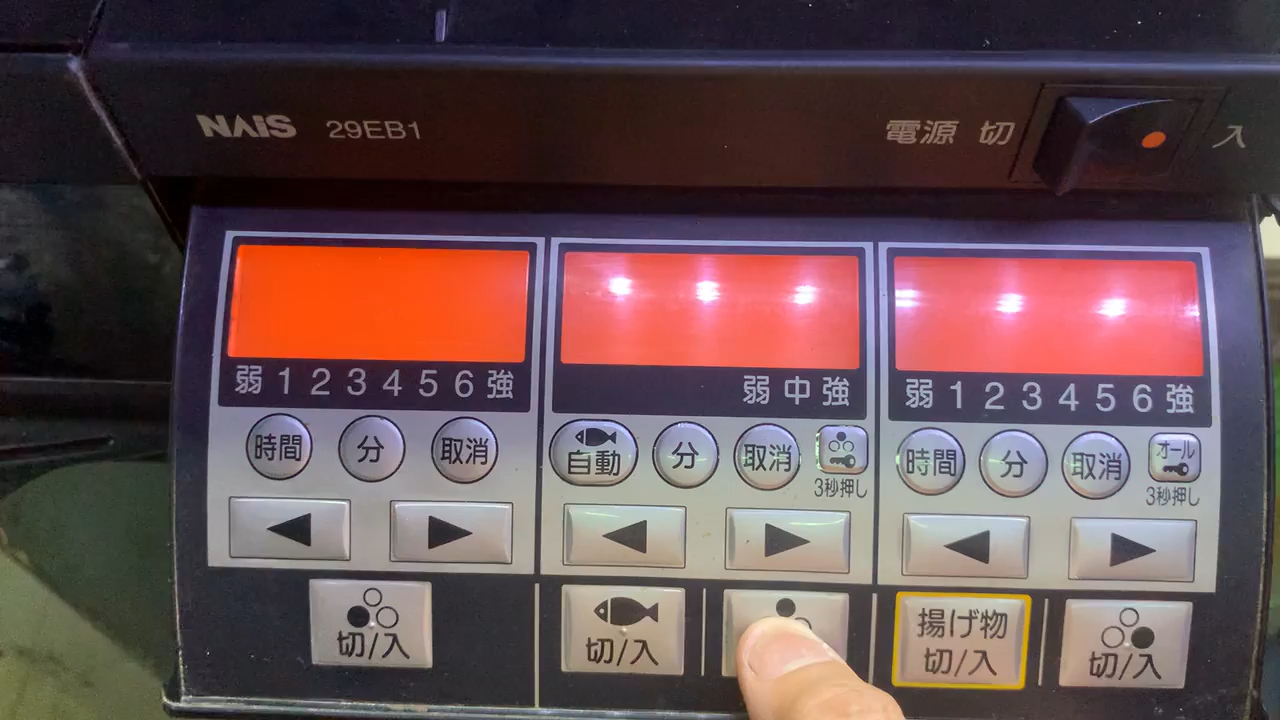 NAIS 29EB1 電源 切 入
弱 1 2 3 4 5 6 強
弱 中 強
弱 1 2 3 4 5 6 強
時間 分 取消
自動 分 取消
3秒押し
時間 分 取消 オール
3秒押し
切/入
切/入
揚げ物
切/入
切/入